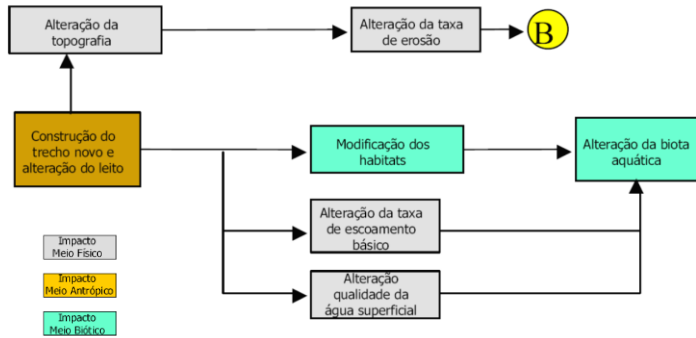 Alteração da
topografia
Alteração da taxa
de erosão
B
Construção do
trecho novo e
alteração do leito
Modificação dos
habitats
Alteração da biota
aquática
Alteração da taxa
de escoamento
básico
Alteração
qualidade da
água superficial
Impacto
Meio Físico
Impacto
Meio Antrópico
Impacto
Meio Biótico